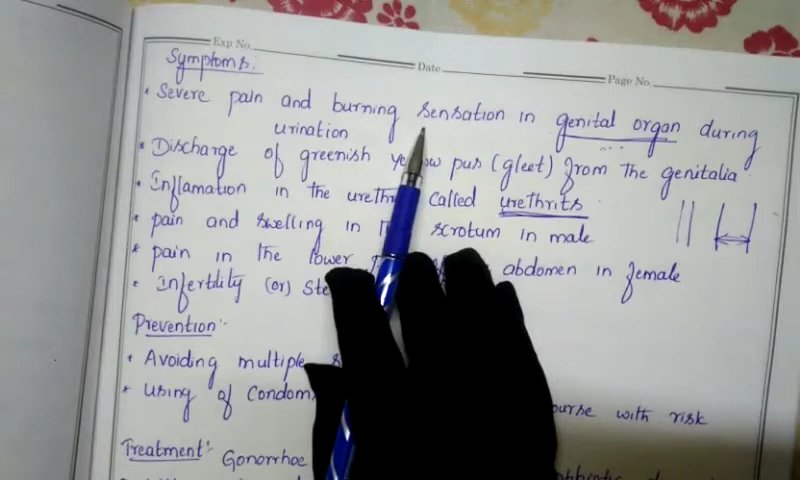 Exp No.
Date
Page No.
Symptoms:
• Severe pain and burning sensation in genital organ during
urination
• Discharge of greenish pus (gleet) from the genitalia.
• Inflamation in the called urethrits.
• pain and swelling in scrotum in male
* pain in the lower abdomen in female
• Infertility (or)
Prevention:-
• Avoiding multiple
* Using of Condom with risk
Treatment:- Gonorrhoe